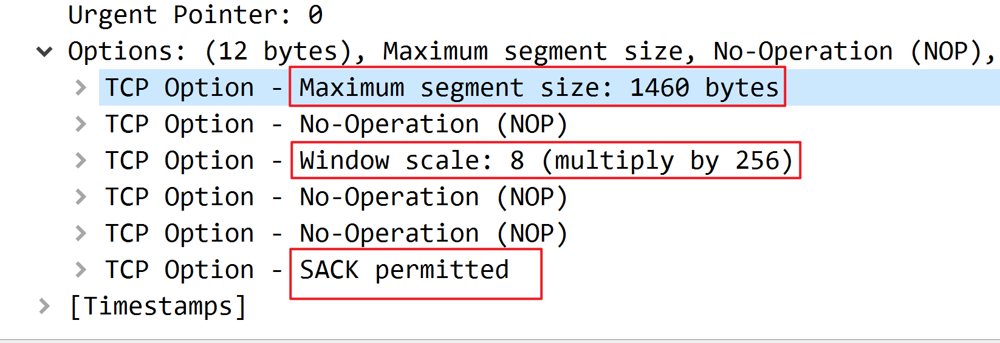 Urgent Pointer: 0
Options: (12 bytes), Maximum segment size, No-Operation (NOP),
TCP Option - Maximum segment size: 1460 bytes
TCP Option - No-Operation (NOP)
TCP Option - Window scale: 8 (multiply by 256)
TCP Option - No-Operation (NOP)
TCP Option - No-Operation (NOP)
TCP Option - SACK permitted
[Timestamps]